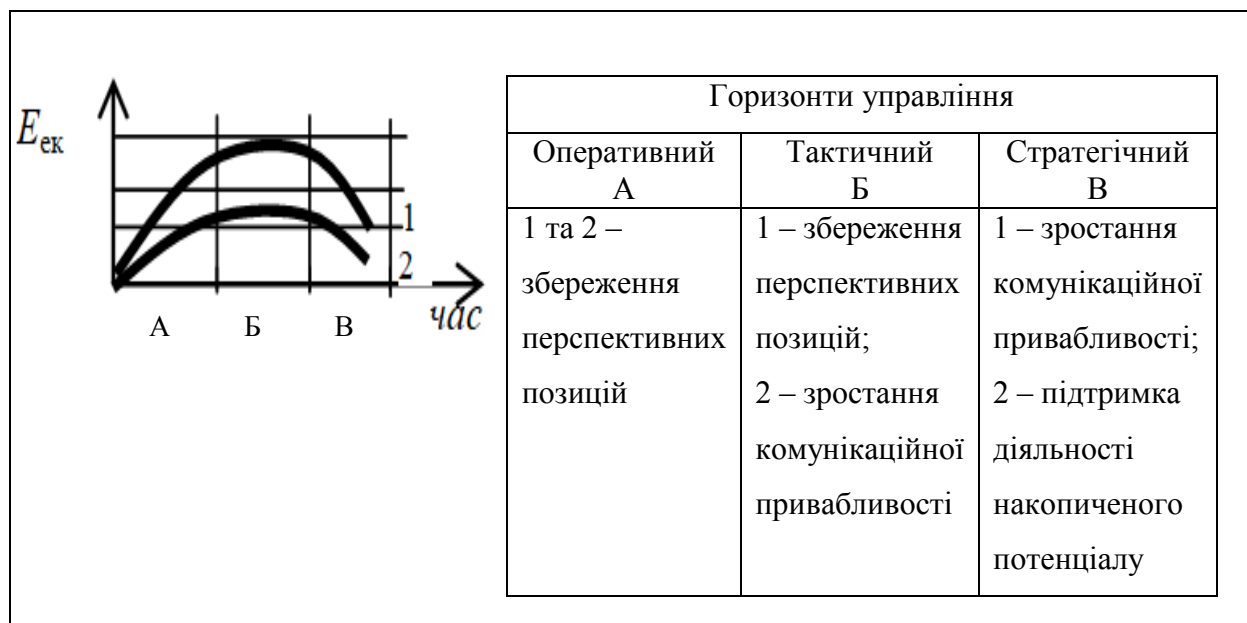 Eек
1
2
час
А Б В
Горизонти управління
Оперативний
А
Тактичний
Б
Стратегічний
В
1 та 2 –
збереження
перспективних
позицій
1 – збереження
перспективних
позицій;
2 – зростання
комунікаційної
привабливості
1 – зростання
комунікаційної
привабливості;
2 – підтримка
діяльності
накопиченого
потенціалу